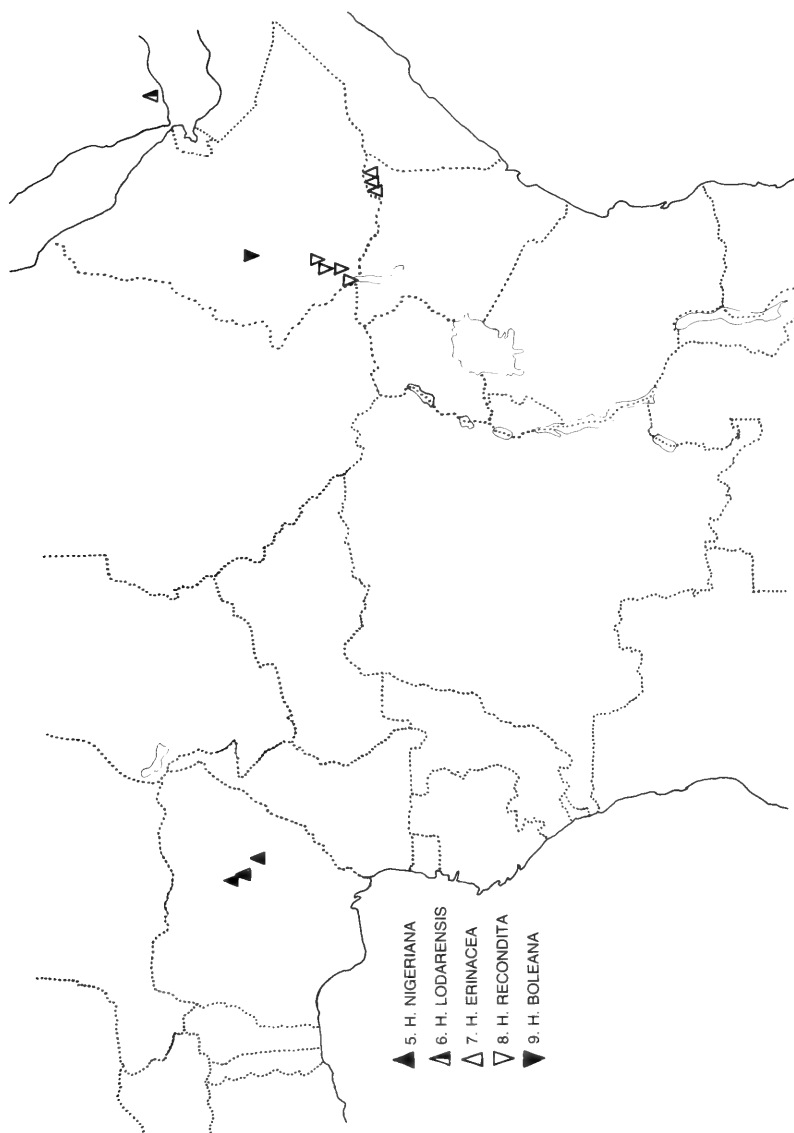 5. H. NIGERIANA
6. H. LODARENSIS
7. H. ERINACEA
8. H. RECONDITA
9. H. BOLEANA